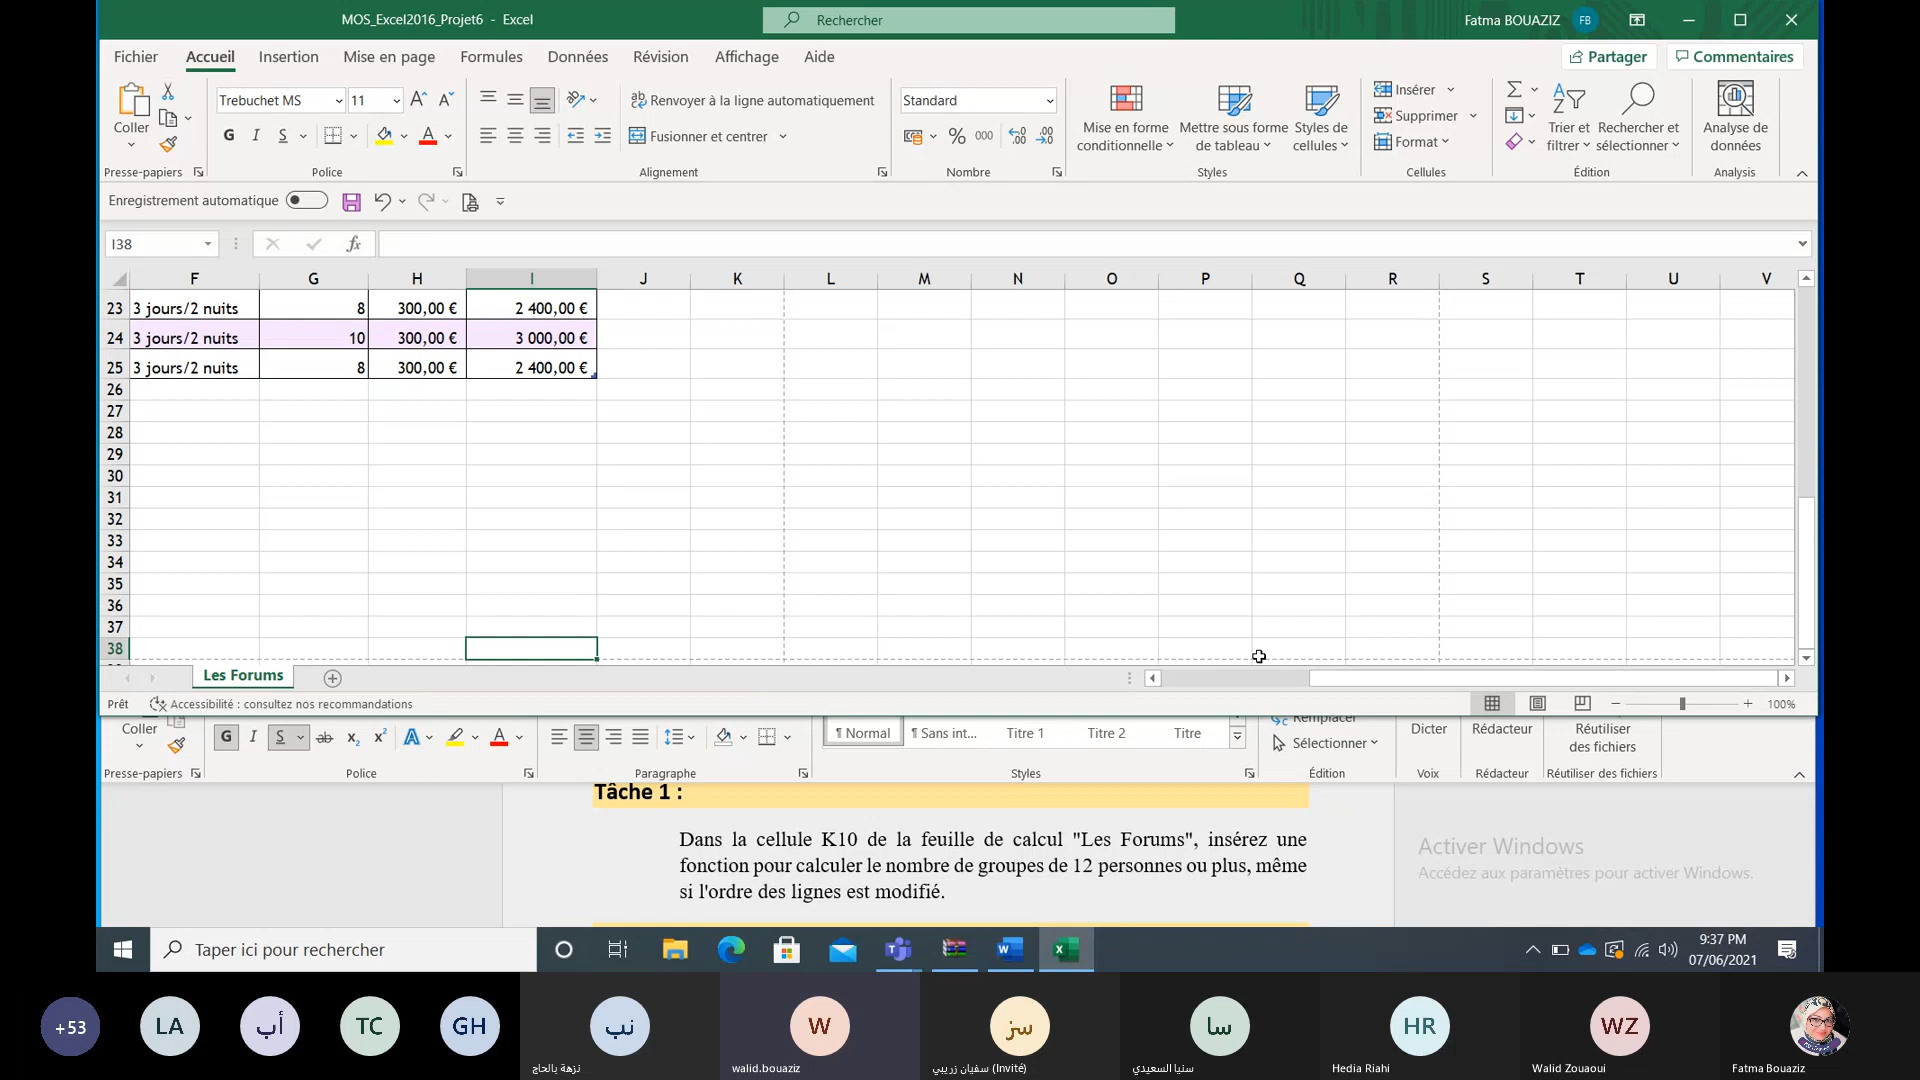 MOS_Excel2016_Projet6 - Excel
Rechercher
Fatma BOUAZIZ FB
Fichier Accueil Insertion Mise en page Formules Données Révision Affichage Aide
Partager Commentaires
Coller
Presse-papiers
Trebuchet MS 11
G I S
Police
Renvoyer à la ligne automatiquement
Fusionner et centrer
Alignement
Standard
% 000
Nombre
Mise en forme conditionnelle
Mettre sous forme de tableau
Styles de cellules
Styles
Insérer
Supprimer
Format
Cellules
Trier et filtrer
Rechercher et sélectionner
Édition
Analyse de données
Analysis
Enregistrement automatique
I38
fx
F G H I J K L M N O P Q R S T U V
23 3 jours/2 nuits 8 300,00 € 2 400,00 €
24 3 jours/2 nuits 10 300,00 € 3 000,00 €
25 3 jours/2 nuits 8 300,00 € 2 400,00 €
26
27
28
29
30
31
32
33
34
35
36
37
38
Les Forums
Prêt Accessibilité : consultez nos recommandations
100%
Coller
Presse-papiers
G I S ab x₂ x² A A
Police
Paragraphe
¶ Normal ¶ Sans int... Titre 1 Titre 2 Titre
Styles
Remplacer
Sélectionner
Édition
Dicter
Voix
Rédacteur
Rédacteur
Réutiliser des fichiers
Réutiliser des fichiers
Tâche 1 :
Dans la cellule K10 de la feuille de calcul "Les Forums", insérez une
fonction pour calculer le nombre de groupes de 12 personnes ou plus, même
si l'ordre des lignes est modifié.
Activer Windows
Accédez aux paramètres pour activer Windows.
Taper ici pour rechercher
9:37 PM
07/06/2021
+53 LA أب TC GH نب W سز سا HR WZ
نزهة بالحاج
walid.bouaziz
سفيان زريبي (Invité)
سنيا السعيدي
Hedia Riahi
Walid Zouaoui
Fatma Bouaziz